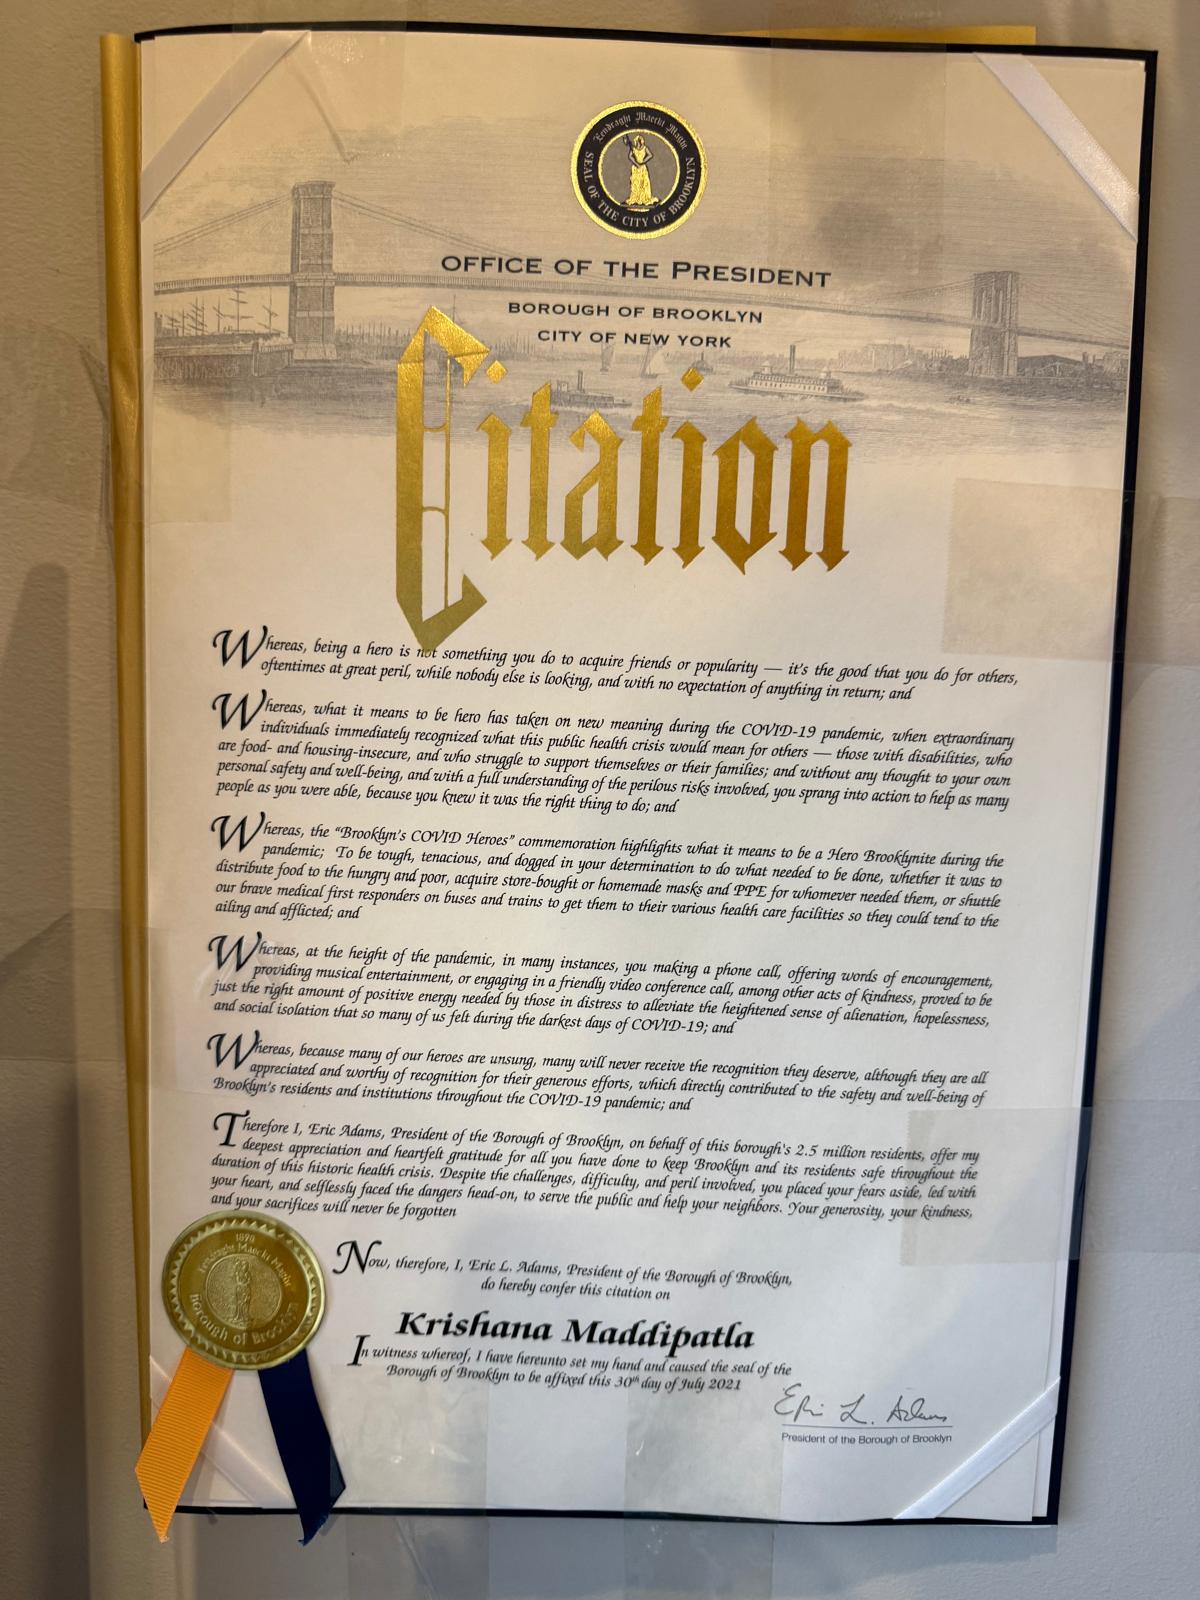 Eendraght Maeckt Maght
SEAL OF THE CITY OF BROOKLYN
OFFICE OF THE PRESIDENT
BOROUGH OF BROOKLYN
CITY OF NEW YORK
Citation
Whereas, being a hero is not something you do to acquire friends or popularity — it's the good that you do for others,
oftentimes at great peril, while nobody else is looking, and with no expectation of anything in return; and
Whereas, what it means to be hero has taken on new meaning during the COVID-19 pandemic, when extraordinary
individuals immediately recognized what this public health crisis would mean for others — those with disabilities, who
are food- and housing-insecure, and who struggle to support themselves or their families; and without any thought to your own
personal safety and well-being, and with a full understanding of the perilous risks involved, you sprang into action to help as many
people as you were able, because you knew it was the right thing to do; and
Whereas, the “Brooklyn's COVID Heroes” commemoration highlights what it means to be a Hero Brooklynite during the
pandemic; To be tough, tenacious, and dogged in your determination to do what needed to be done, whether it was to
distribute food to the hungry and poor, acquire store-bought or homemade masks and PPE for whomever needed them, or shuttle
our brave medical first responders on buses and trains to get them to their various health care facilities so they could tend to the
ailing and afflicted; and
Whereas, at the height of the pandemic, in many instances, you making a phone call, offering words of encouragement,
providing musical entertainment, or engaging in a friendly video conference call, among other acts of kindness, proved to be
just the right amount of positive energy needed by those in distress to alleviate the heightened sense of alienation, hopelessness,
and social isolation that so many of us felt during the darkest days of COVID-19; and
Whereas, because many of our heroes are unsung, many will never receive the recognition they deserve, although they are all
appreciated and worthy of recognition for their generous efforts, which directly contributed to the safety and well-being of
Brooklyn's residents and institutions throughout the COVID-19 pandemic; and
Therefore I, Eric Adams, President of the Borough of Brooklyn, on behalf of this borough's 2.5 million residents, offer my
deepest appreciation and heartfelt gratitude for all you have done to keep Brooklyn and its residents safe throughout the
duration of this historic health crisis. Despite the challenges, difficulty, and peril involved, you placed your fears aside, led with
your heart, and selflessly faced the dangers head-on, to serve the public and help your neighbors. Your generosity, your kindness,
and your sacrifices will never be forgotten
1898
Eendraght Maeckt Maght
Borough of Brooklyn
Now, therefore, I, Eric L. Adams, President of the Borough of Brooklyn,
do hereby confer this citation on
Krishana Maddipatla
In witness whereof, I have hereunto set my hand and caused the seal of the
Borough of Brooklyn to be affixed this 30th day of July 2021
Eric L. Adams
President of the Borough of Brooklyn